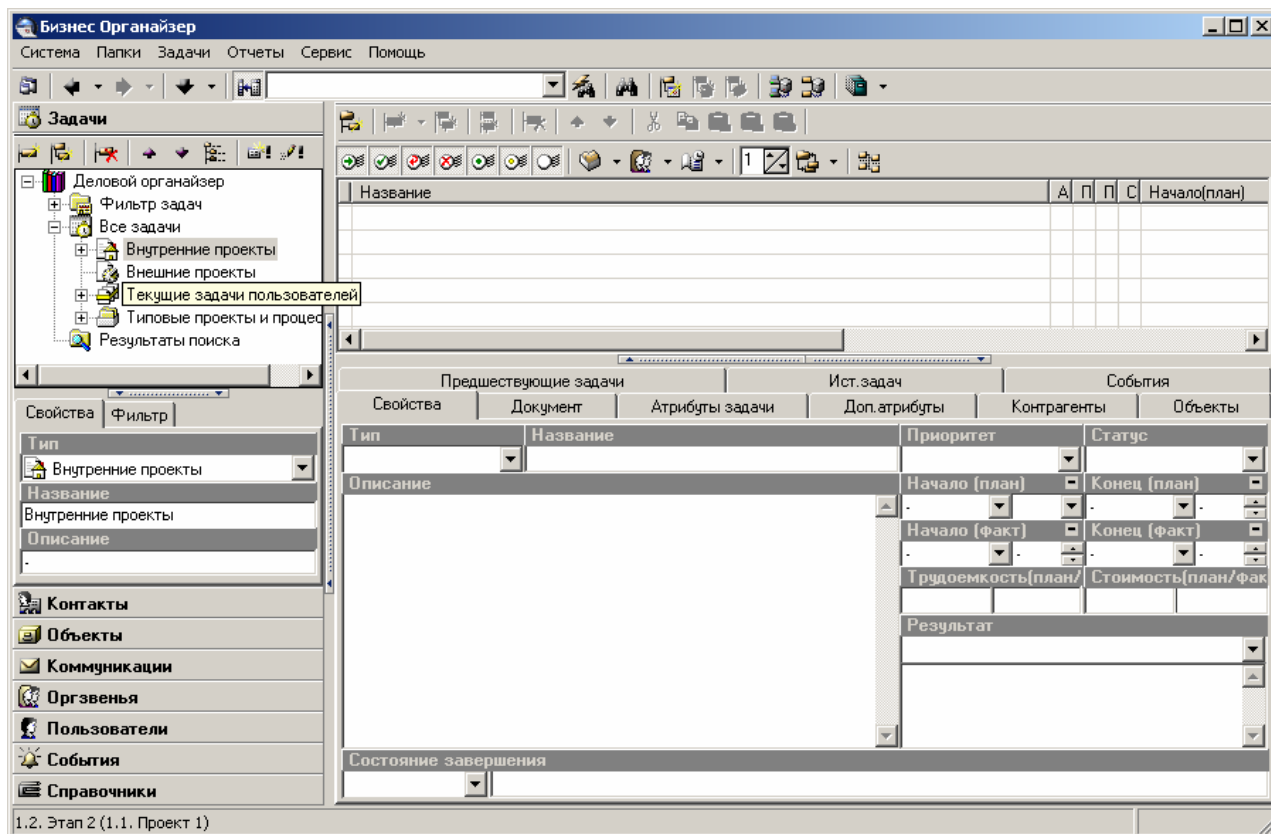 Бизнес Органайзер
Система Папки Задачи Отчеты Сервис Помощь
Задачи
Деловой органайзер
Фильтр задач
Все задачи
Внутренние проекты
Внешние проекты
Текущие задачи пользователей
Типовые проекты и процес
Результаты поиска
Свойства Фильтр
Тип
Внутренние проекты
Название
Внутренние проекты
Описание
-
Контакты
Объекты
Коммуникации
Оргзвенья
Пользователи
События
Справочники
1
Название А П П С Начало(план)
Предшествующие задачи Ист.задач События
Свойства Документ Атрибуты задачи Доп.атрибуты Контрагенты Объекты
Тип Название Приоритет Статус
Описание Начало (план) Конец (план)
- - -
Начало (факт) Конец (факт)
- - - -
Трудоемкость(план/ Стоимость(план/фак
Результат
Состояние завершения
1.2. Этап 2 (1.1. Проект 1)